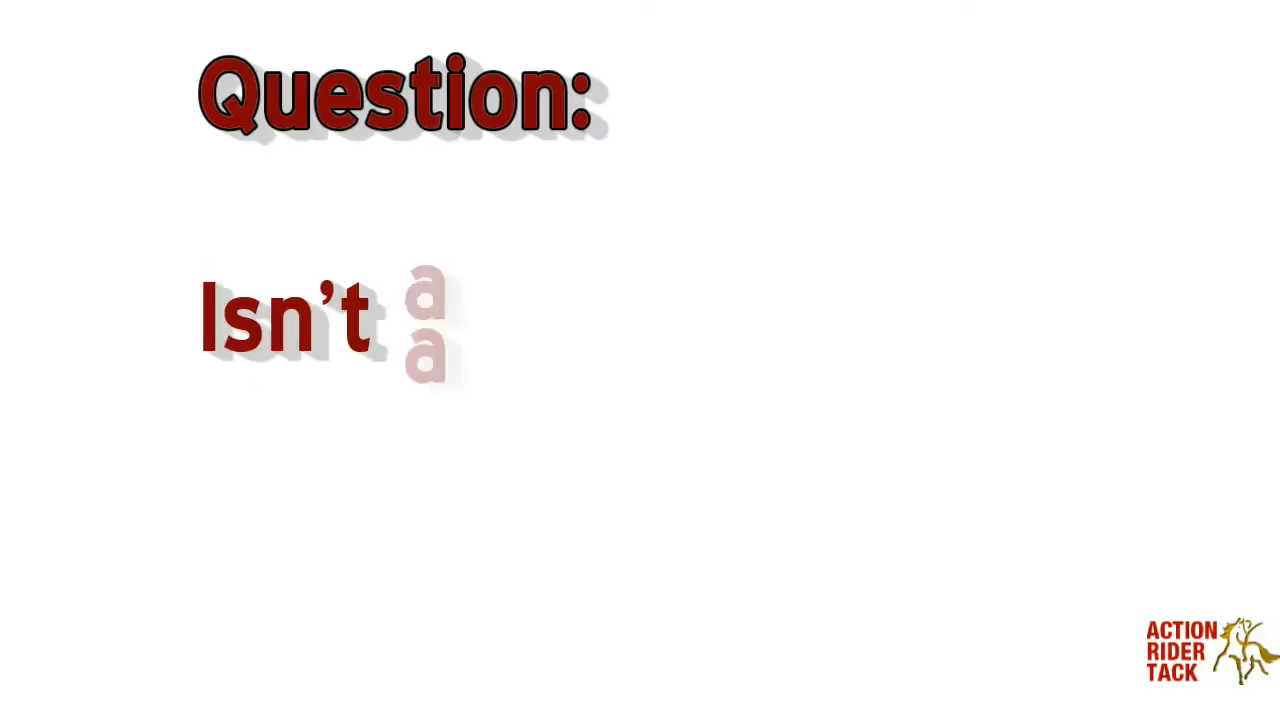 Question:
Isn’t a
a
ACTION
RIDER
TACK